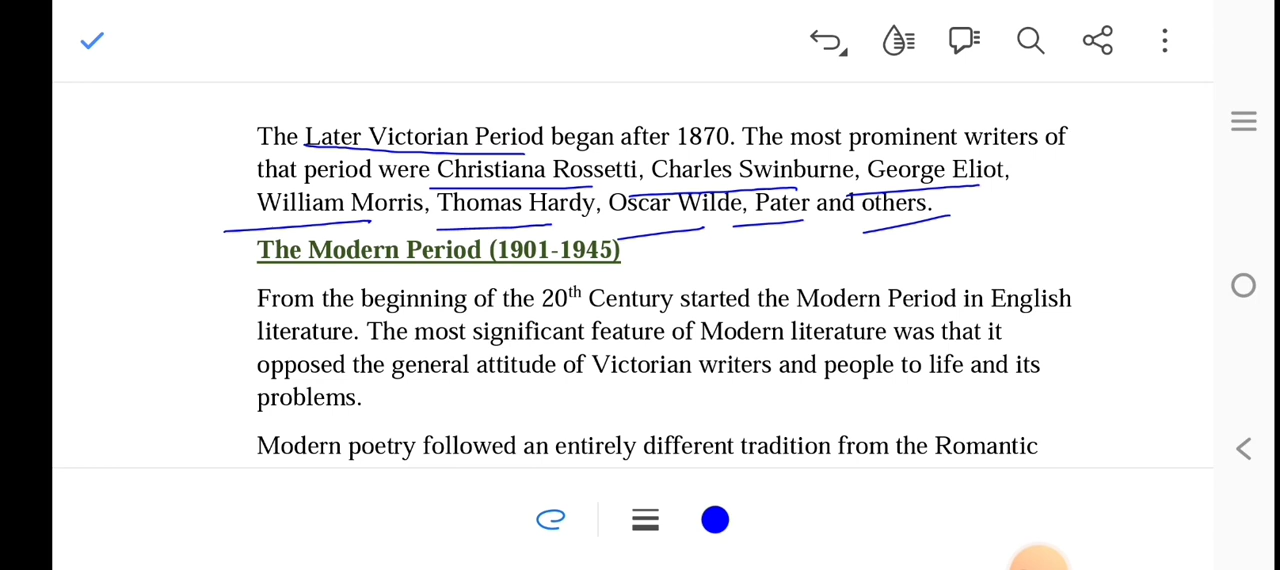 The Later Victorian Period began after 1870. The most prominent writers of
that period were Christiana Rossetti, Charles Swinburne, George Eliot,
William Morris, Thomas Hardy, Oscar Wilde, Pater and others.
The Modern Period (1901-1945)
From the beginning of the 20th Century started the Modern Period in English
literature. The most significant feature of Modern literature was that it
opposed the general attitude of Victorian writers and people to life and its
problems.
Modern poetry followed an entirely different tradition from the Romantic